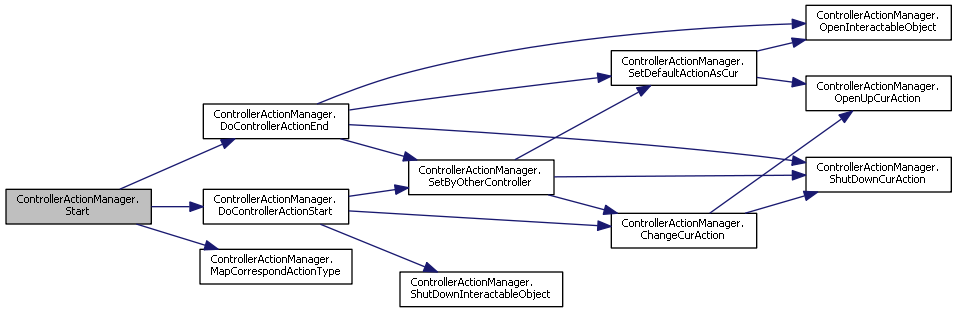 ControllerActionManager.
Start
ControllerActionManager.
DoControllerActionEnd
ControllerActionManager.
DoControllerActionStart
ControllerActionManager.
MapCorrespondActionType
ControllerActionManager.
SetByOtherController
ControllerActionManager.
ShutDownInteractableObject
ControllerActionManager.
SetDefaultActionAsCur
ControllerActionManager.
ChangeCurAction
ControllerActionManager.
OpenInteractableObject
ControllerActionManager.
OpenUpCurAction
ControllerActionManager.
ShutDownCurAction